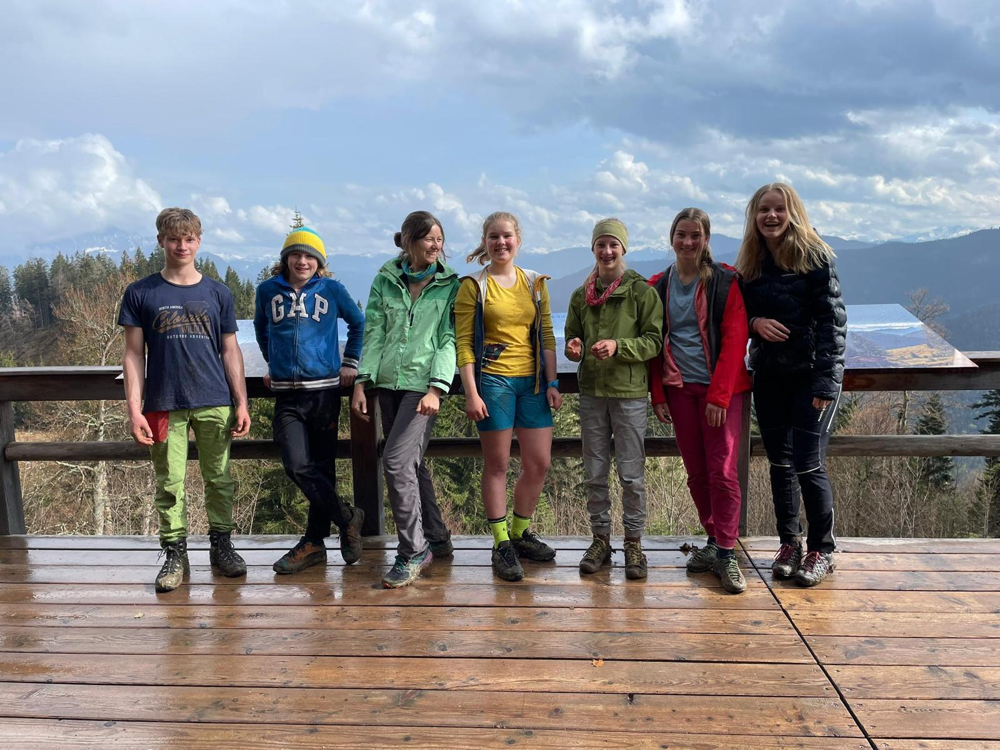 NORTH AMERICA
Colorado
WILDLIFE
OUTDOOR ADVENTURE
GAP